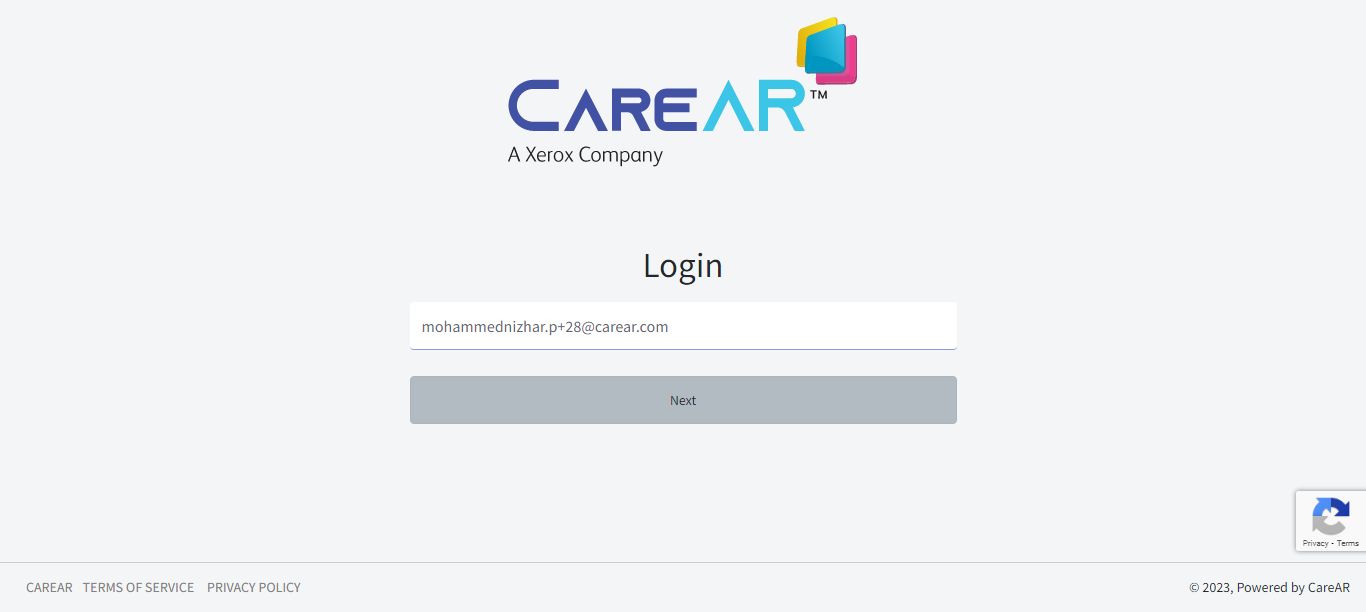 CAREAR™
A Xerox Company
Login
mohammednizhar.p+28@carear.com
Next
Privacy - Terms
CAREAR TERMS OF SERVICE PRIVACY POLICY
© 2023, Powered by CareAR